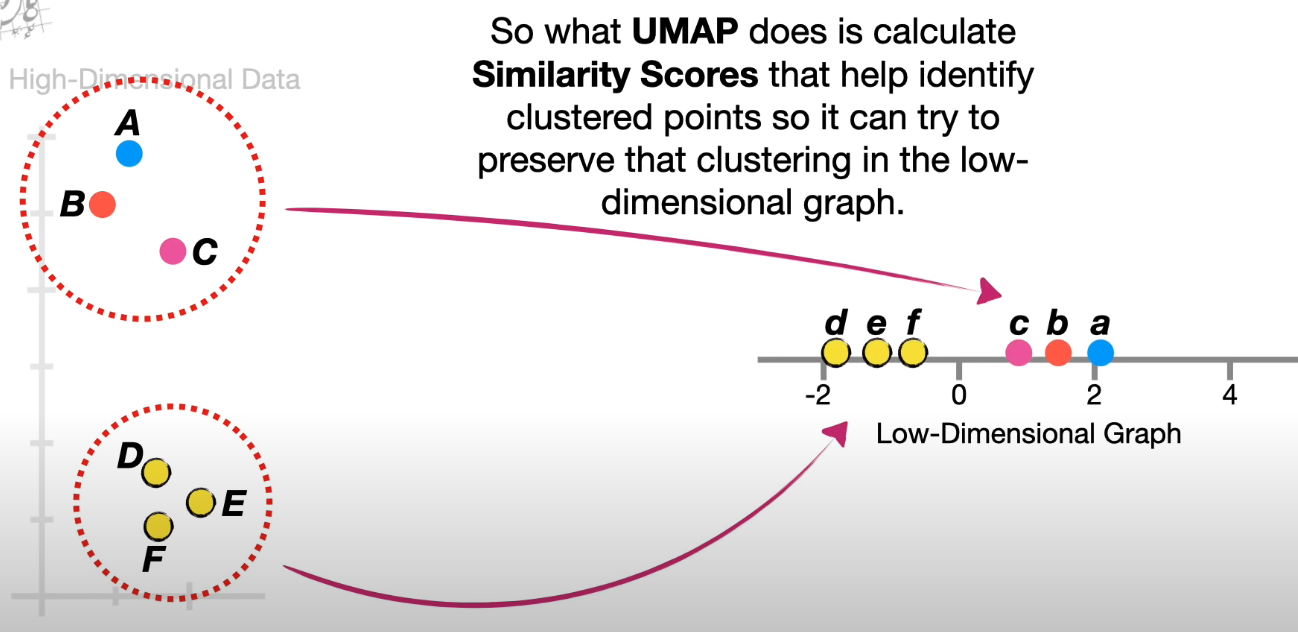 So what UMAP does is calculate
Similarity Scores that help identify
clustered points so it can try to
preserve that clustering in the low-
dimensional graph.
High-Dimensional Data
A
B
C
D
E
F
d e f c b a
-2 0 2 4
Low-Dimensional Graph